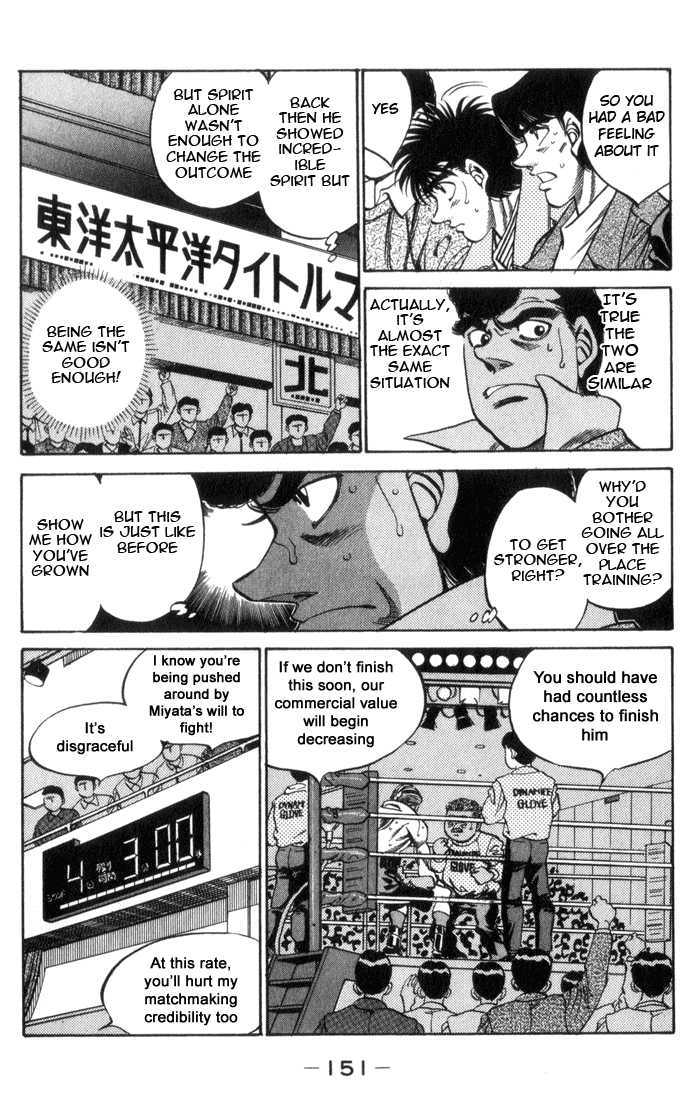 SO YOU
HAD A BAD
FEELING
ABOUT IT
YES
IT'S
TRUE
THE
TWO
ARE
SIMILAR
ACTUALLY,
IT'S
ALMOST
THE EXACT
SAME
SITUATION
BACK
THEN HE
SHOWED
INCRED-
IBLE
SPIRIT BUT
BUT SPIRIT
ALONE
WASN'T
ENOUGH TO
CHANGE THE
OUTCOME
東洋太平洋タイトルマ
北
BEING THE
SAME ISN'T
GOOD
ENOUGH!
WHY'D
YOU
BOTHER
GOING ALL
OVER THE
PLACE
TRAINING?
TO GET
STRONGER,
RIGHT?
BUT THIS
IS JUST LIKE
BEFORE
SHOW
ME HOW
YOU'VE
GROWN
You should have
had countless
chances to finish
him
If we don't finish
this soon, our
commercial value
will begin
decreasing
DYNAMI
GLOVE
GLOVE
DYNAMIC
GLOVE
I know you're
being pushed
around by
Miyata's will to
fight!
It's
disgraceful
4 3 00
At this rate,
you'll hurt my
matchmaking
credibility too
-151-